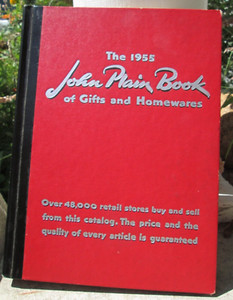 The 1955
John Plain Book
of Gifts and Homewares
Over 48,000 retail stores buy and sell
from this catalog. The price and the
quality of every article is guaranteed